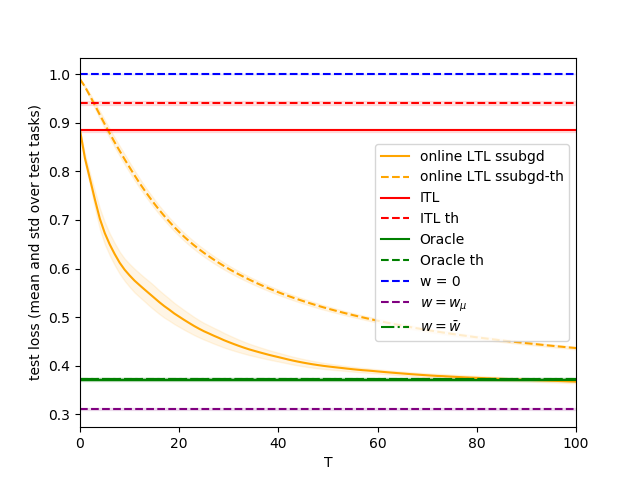 1.0
0.9
0.8
0.7
0.6
0.5
0.4
0.3
test loss (mean and std over test tasks)
0
20
40
60
80
100
T
online LTL ssubgd
online LTL ssubgd-th
ITL
ITL th
Oracle
Oracle th
w = 0
w = w_μ
w = w̄